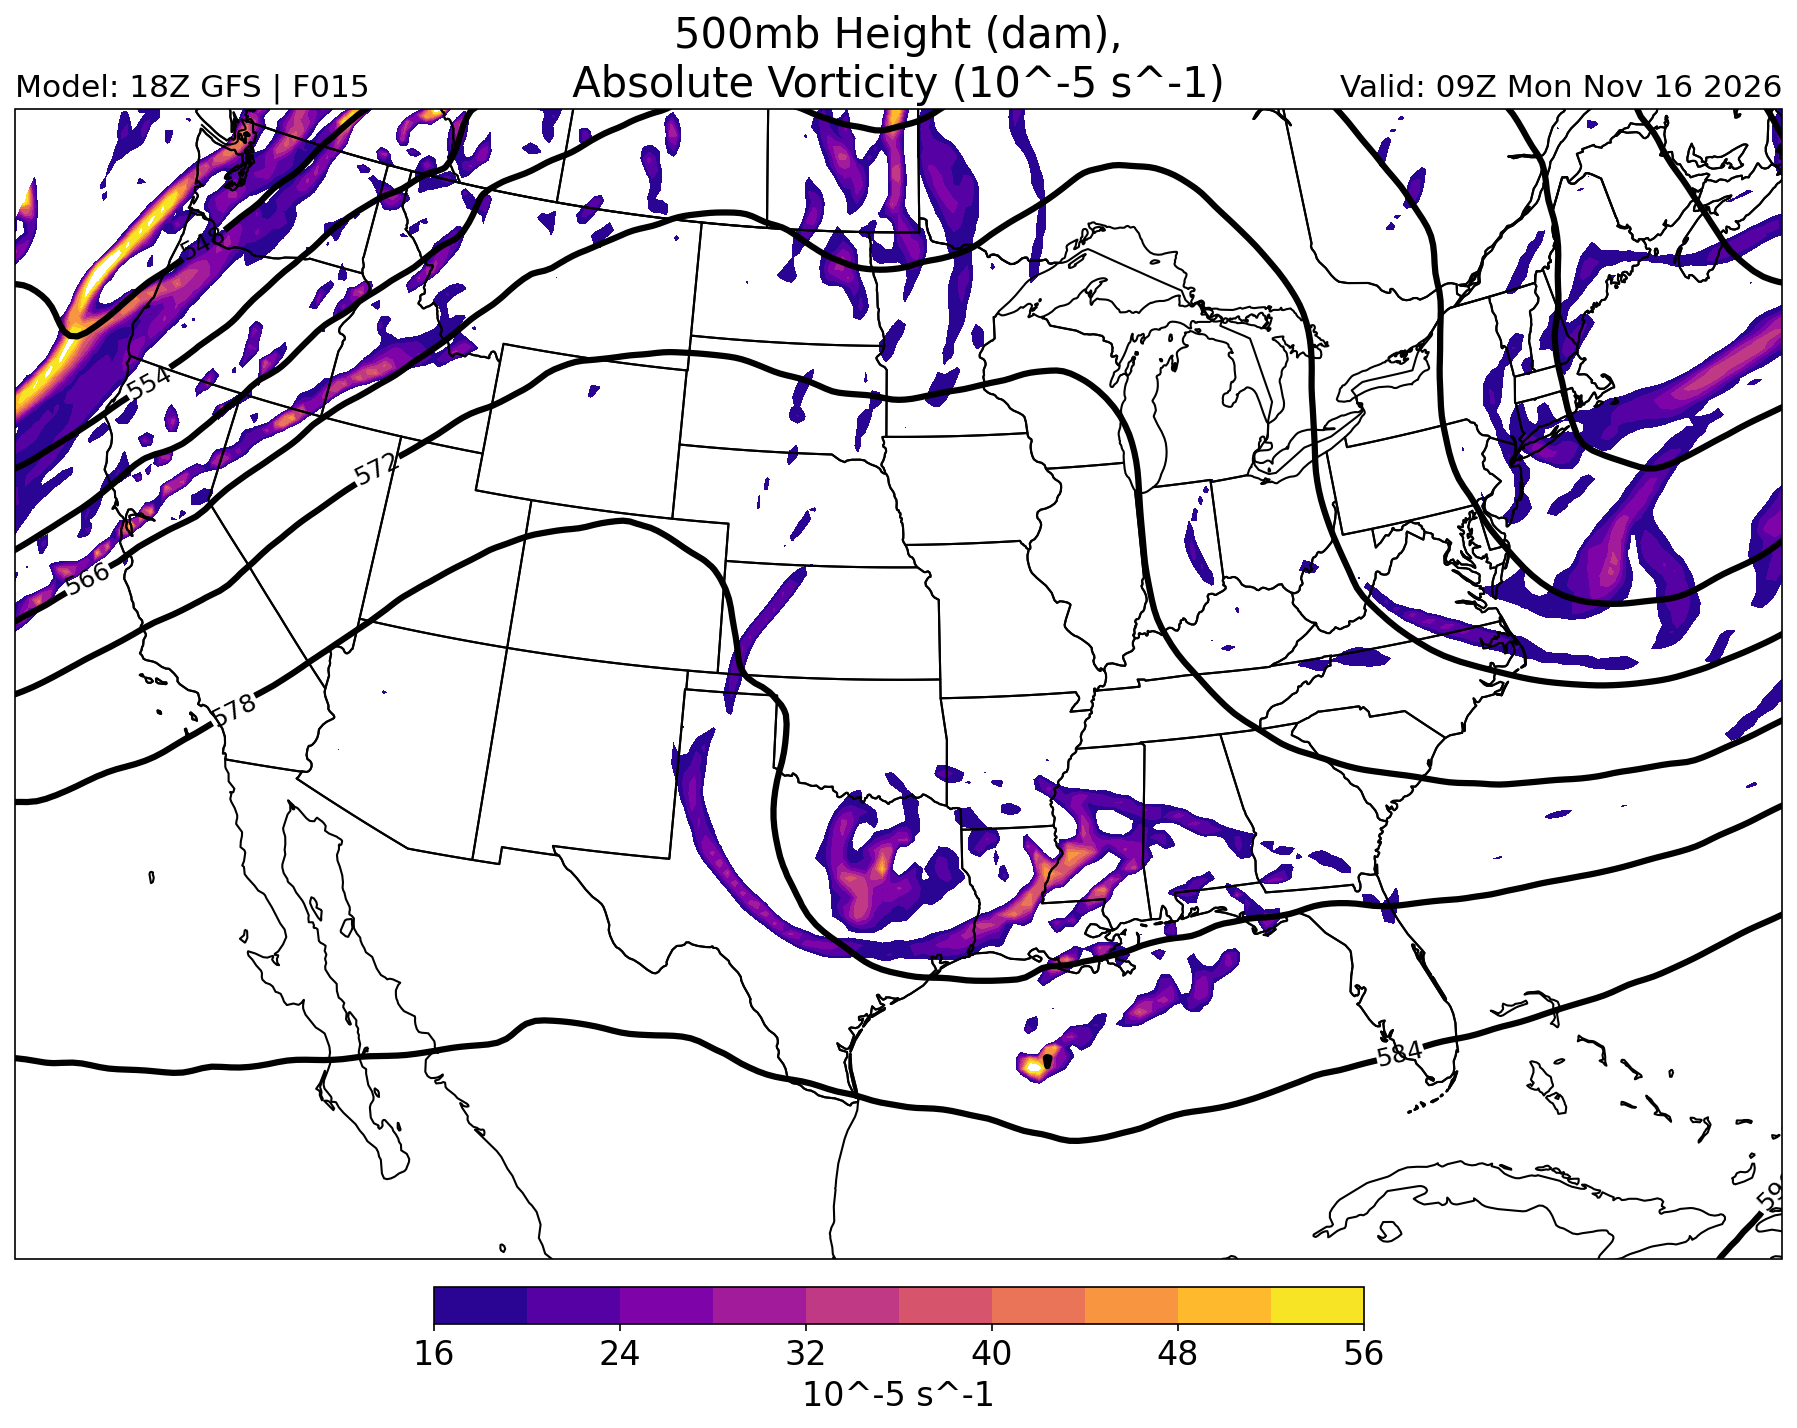 500mb Height (dam),
Model: 18Z GFS | F015
Absolute Vorticity (10^-5 s^-1)
Valid: 09Z Mon Nov 16 2026
548
554
572
566
578
584
16
24
32
40
48
56
10^-5 s^-1